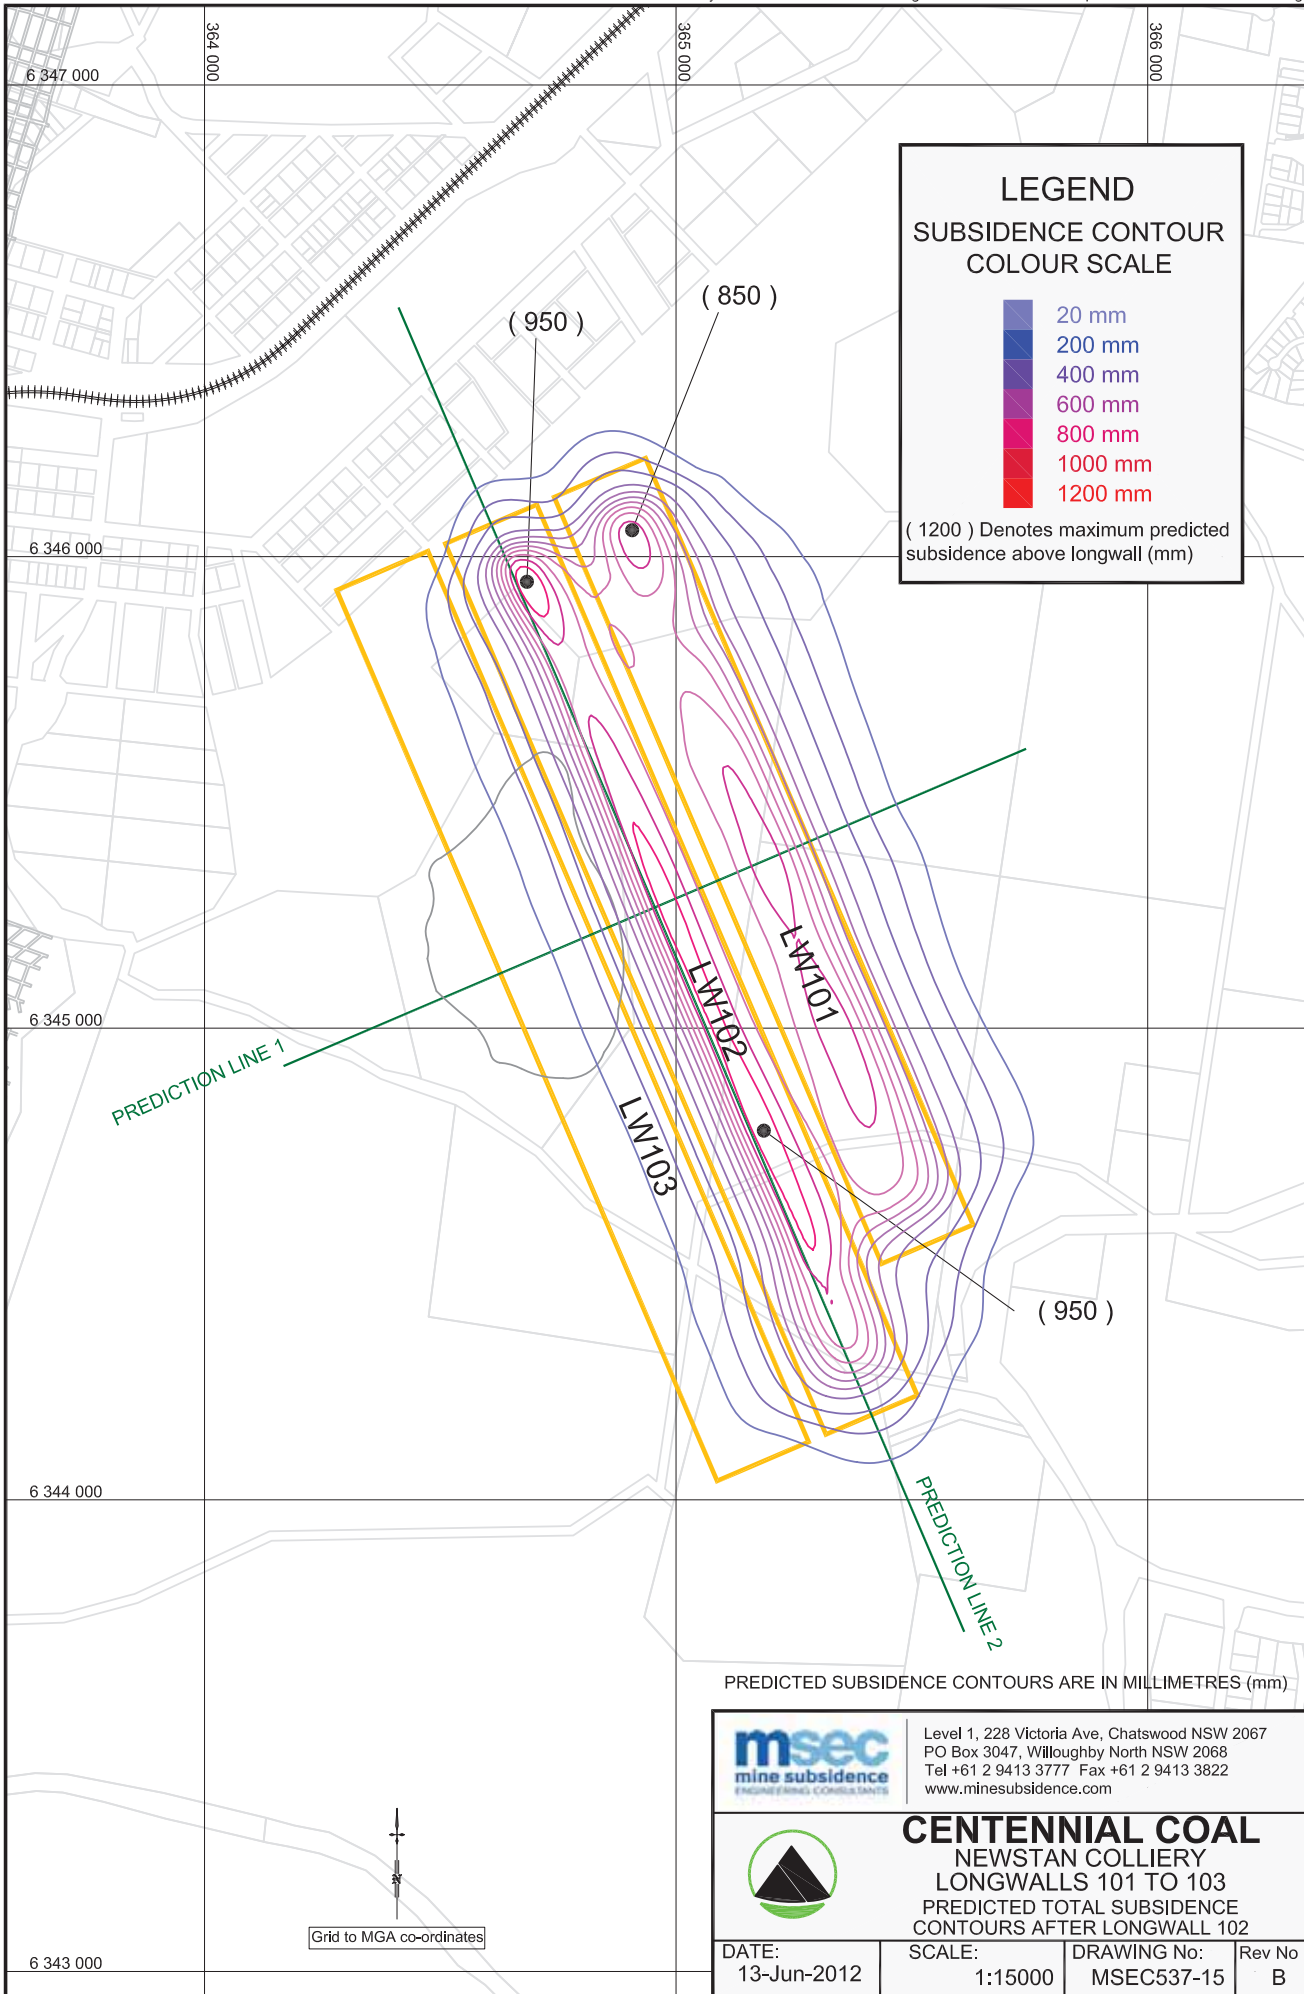 364 000
365 000
366 000
6 347 000
LEGEND
SUBSIDENCE CONTOUR
COLOUR SCALE
20 mm
200 mm
400 mm
600 mm
800 mm
1000 mm
1200 mm
( 1200 ) Denotes maximum predicted
subsidence above longwall (mm)
( 850 )
( 950 )
6 346 000
LW101
LW102
LW103
6 345 000
PREDICTION LINE 1
( 950 )
6 344 000
PREDICTION LINE 2
PREDICTED SUBSIDENCE CONTOURS ARE IN MILLIMETRES (mm)
msec
mine subsidence
ENGINEERING CONSULTANTS
Level 1, 228 Victoria Ave, Chatswood NSW 2067
PO Box 3047, Willoughby North NSW 2068
Tel +61 2 9413 3777 Fax +61 2 9413 3822
www.minesubsidence.com
CENTENNIAL COAL
NEWSTAN COLLIERY
LONGWALLS 101 TO 103
PREDICTED TOTAL SUBSIDENCE
CONTOURS AFTER LONGWALL 102
N
Grid to MGA co-ordinates
6 343 000
DATE:
13-Jun-2012
SCALE:
1:15000
DRAWING No:
MSEC537-15
Rev No
B